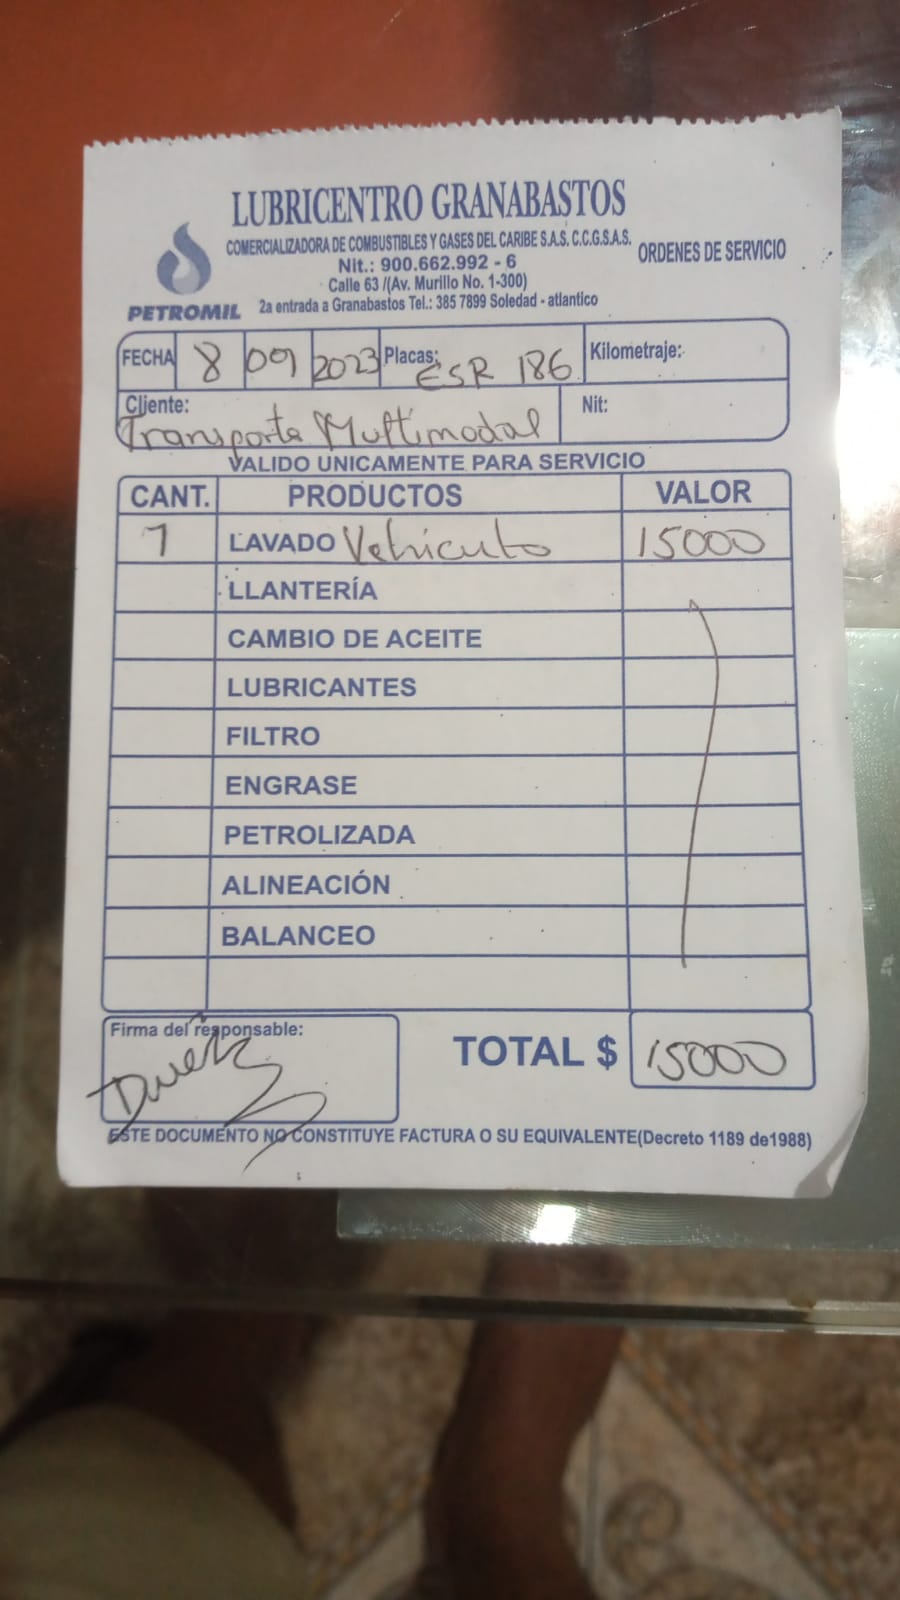 LUBRICENTRO GRANABASTOS
COMERCIALIZADORA DE COMBUSTIBLES Y GASES DEL CARIBE S.A.S. C.C.G.S.A.S.
ORDENES DE SERVICIO
Nit.: 900.662.992 - 6
Calle 63 /(Av. Murillo No. 1-300)
PETROMIL
2a entrada a Granabastos Tel.: 385 7899 Soledad - atlantico
FECHA 8 09 2023 Placas: ESR 186 Kilometraje:
Cliente: Nit:
Transporte Multimodal
VALIDO UNICAMENTE PARA SERVICIO
CANT. PRODUCTOS VALOR
1 LAVADO Vehiculo 15000
LLANTERÍA
CAMBIO DE ACEITE
LUBRICANTES
FILTRO
ENGRASE
PETROLIZADA
ALINEACIÓN
BALANCEO
Firma del responsable:
TOTAL $ 15000
ESTE DOCUMENTO NO CONSTITUYE FACTURA O SU EQUIVALENTE(Decreto 1189 de1988)